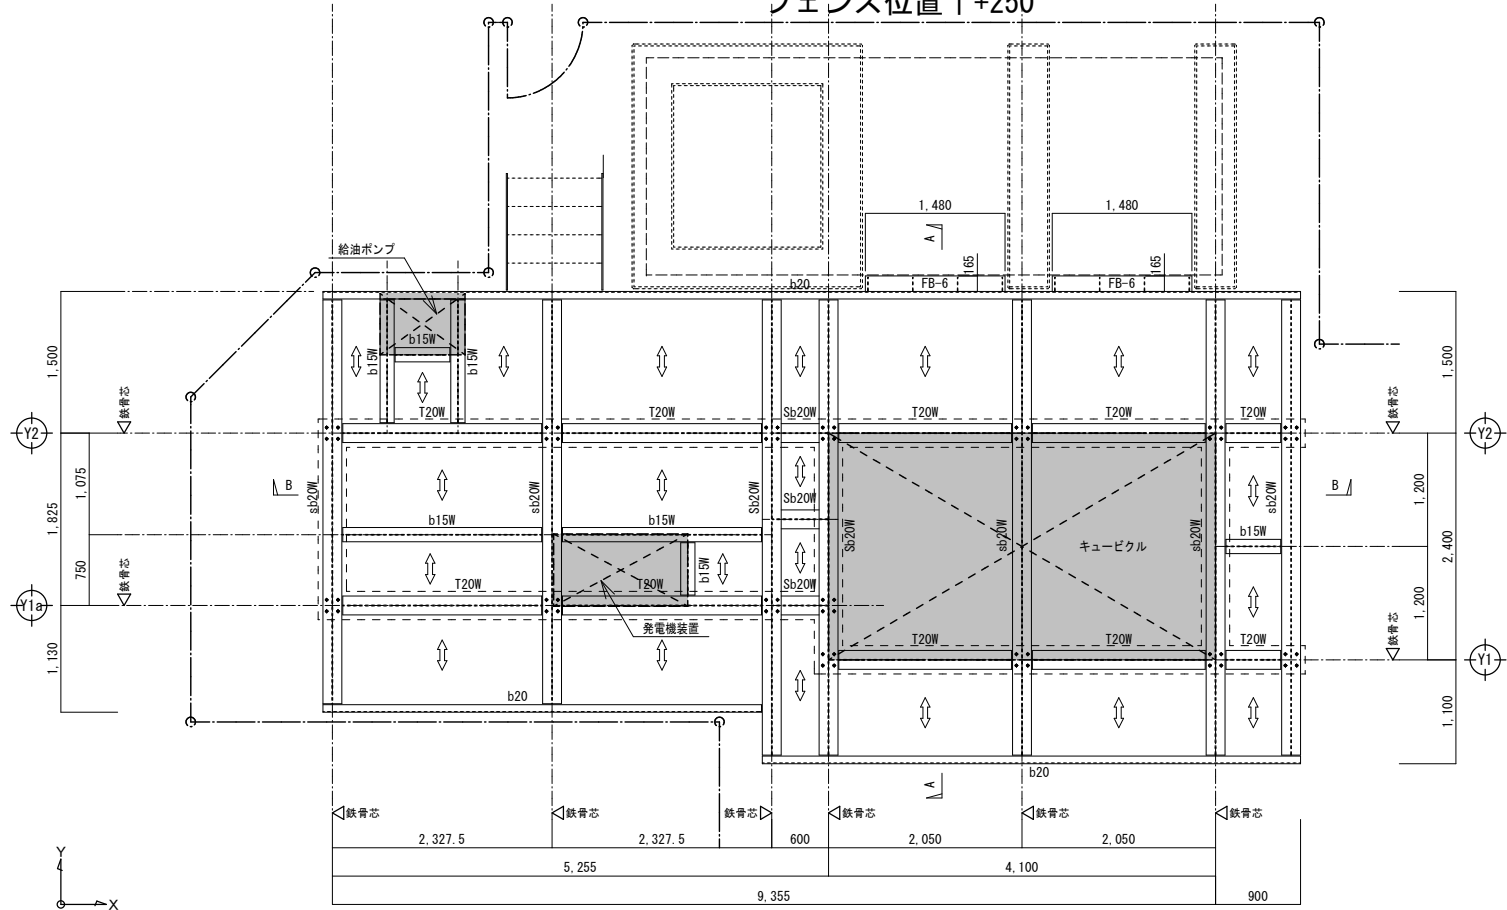 フェンス位置↑+250
1,480
1,480
A
165
165
給油ポンプ
b20
FB-6
FB-6
b15W
b15W
b15W
1,500
1,500
鉄骨芯
鉄骨芯
T20W
T20W
Sb20W
T20W
T20W
T20W
Y2
Y2
1,075
1,825
750
B
sb20W
sb20W
Sb20W
Sb20W
Sb20W
sb20W
sb20W
sb20W
B
1,200
2,400
1,200
b15W
b15W
キュービクル
b15W
鉄骨芯
T20W
T20W
b15W
Sb20W
鉄骨芯
Y1a
発電機装置
T20W
T20W
T20W
Y1
1,130
1,100
b20
b20
A
鉄骨芯
鉄骨芯
鉄骨芯
鉄骨芯
鉄骨芯
鉄骨芯
2,327.5
2,327.5
600
2,050
2,050
5,255
4,100
9,355
900
Y
X